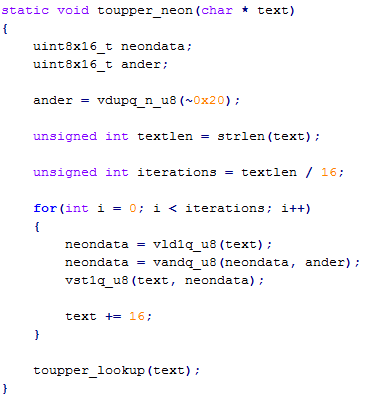 static void toupper_neon(char * text)
{
    uint8x16_t neondata;
    uint8x16_t ander;

    ander = vdupq_n_u8(~0x20);

    unsigned int textlen = strlen(text);

    unsigned int iterations = textlen / 16;

    for(int i = 0; i < iterations; i++)
    {
        neondata = vld1q_u8(text);
        neondata = vandq_u8(neondata, ander);
        vst1q_u8(text, neondata);

        text += 16;
    }

    toupper_lookup(text);
}